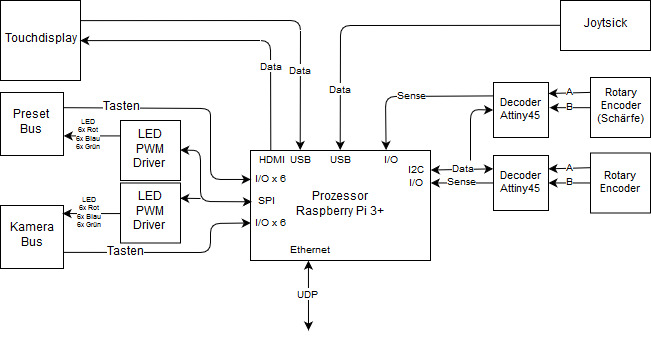 Touchdisplay
Joytsick
Data
Data
Data
Sense
Decoder
Attiny45
A
B
Rotary
Encoder
(Schärfe)
Preset
Bus
Tasten
LED
6x Rot
6x Blau
6x Grün
LED
PWM
Driver
HDMI
USB
USB
I/O
I/O x 6
SPI
I/O x 6
Prozessor
Raspberry Pi 3+
I2C
I/O
Data
Sense
Decoder
Attiny45
A
B
Rotary
Encoder
LED
PWM
Driver
LED
6x Rot
6x Blau
6x Grün
Kamera
Bus
Tasten
Ethernet
UDP